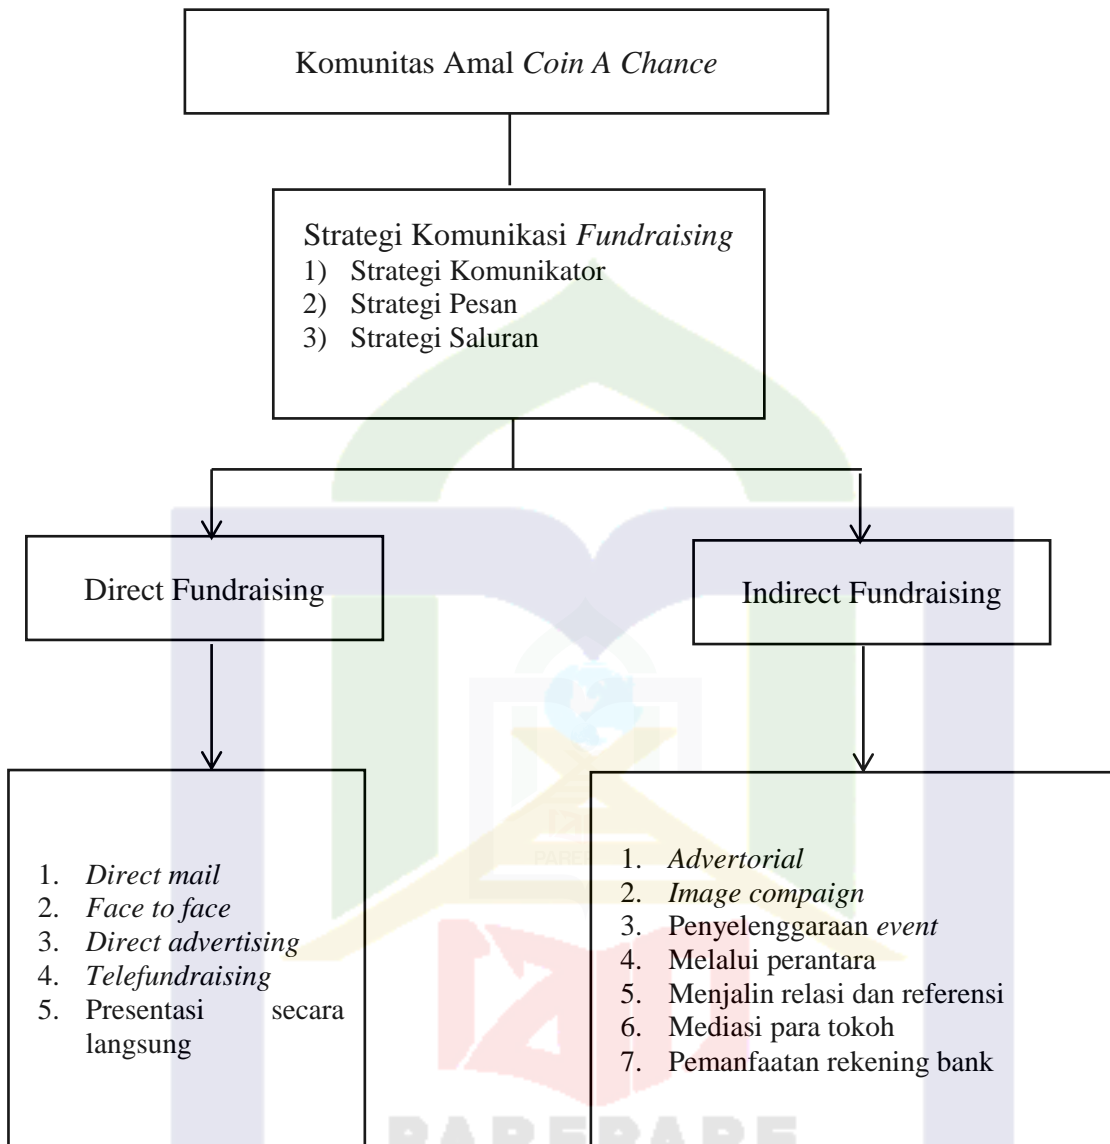 Komunitas Amal Coin A Chance
Strategi Komunikasi Fundraising
1) Strategi Komunikator
2) Strategi Pesan
3) Strategi Saluran
Direct Fundraising
Indirect Fundraising
1. Direct mail
2. Face to face
3. Direct advertising
4. Telefundraising
5. Presentasi secara
langsung
1. Advertorial
2. Image compaign
3. Penyelenggaraan event
4. Melalui perantara
5. Menjalin relasi dan referensi
6. Mediasi para tokoh
7. Pemanfaatan rekening bank
PAREPARE